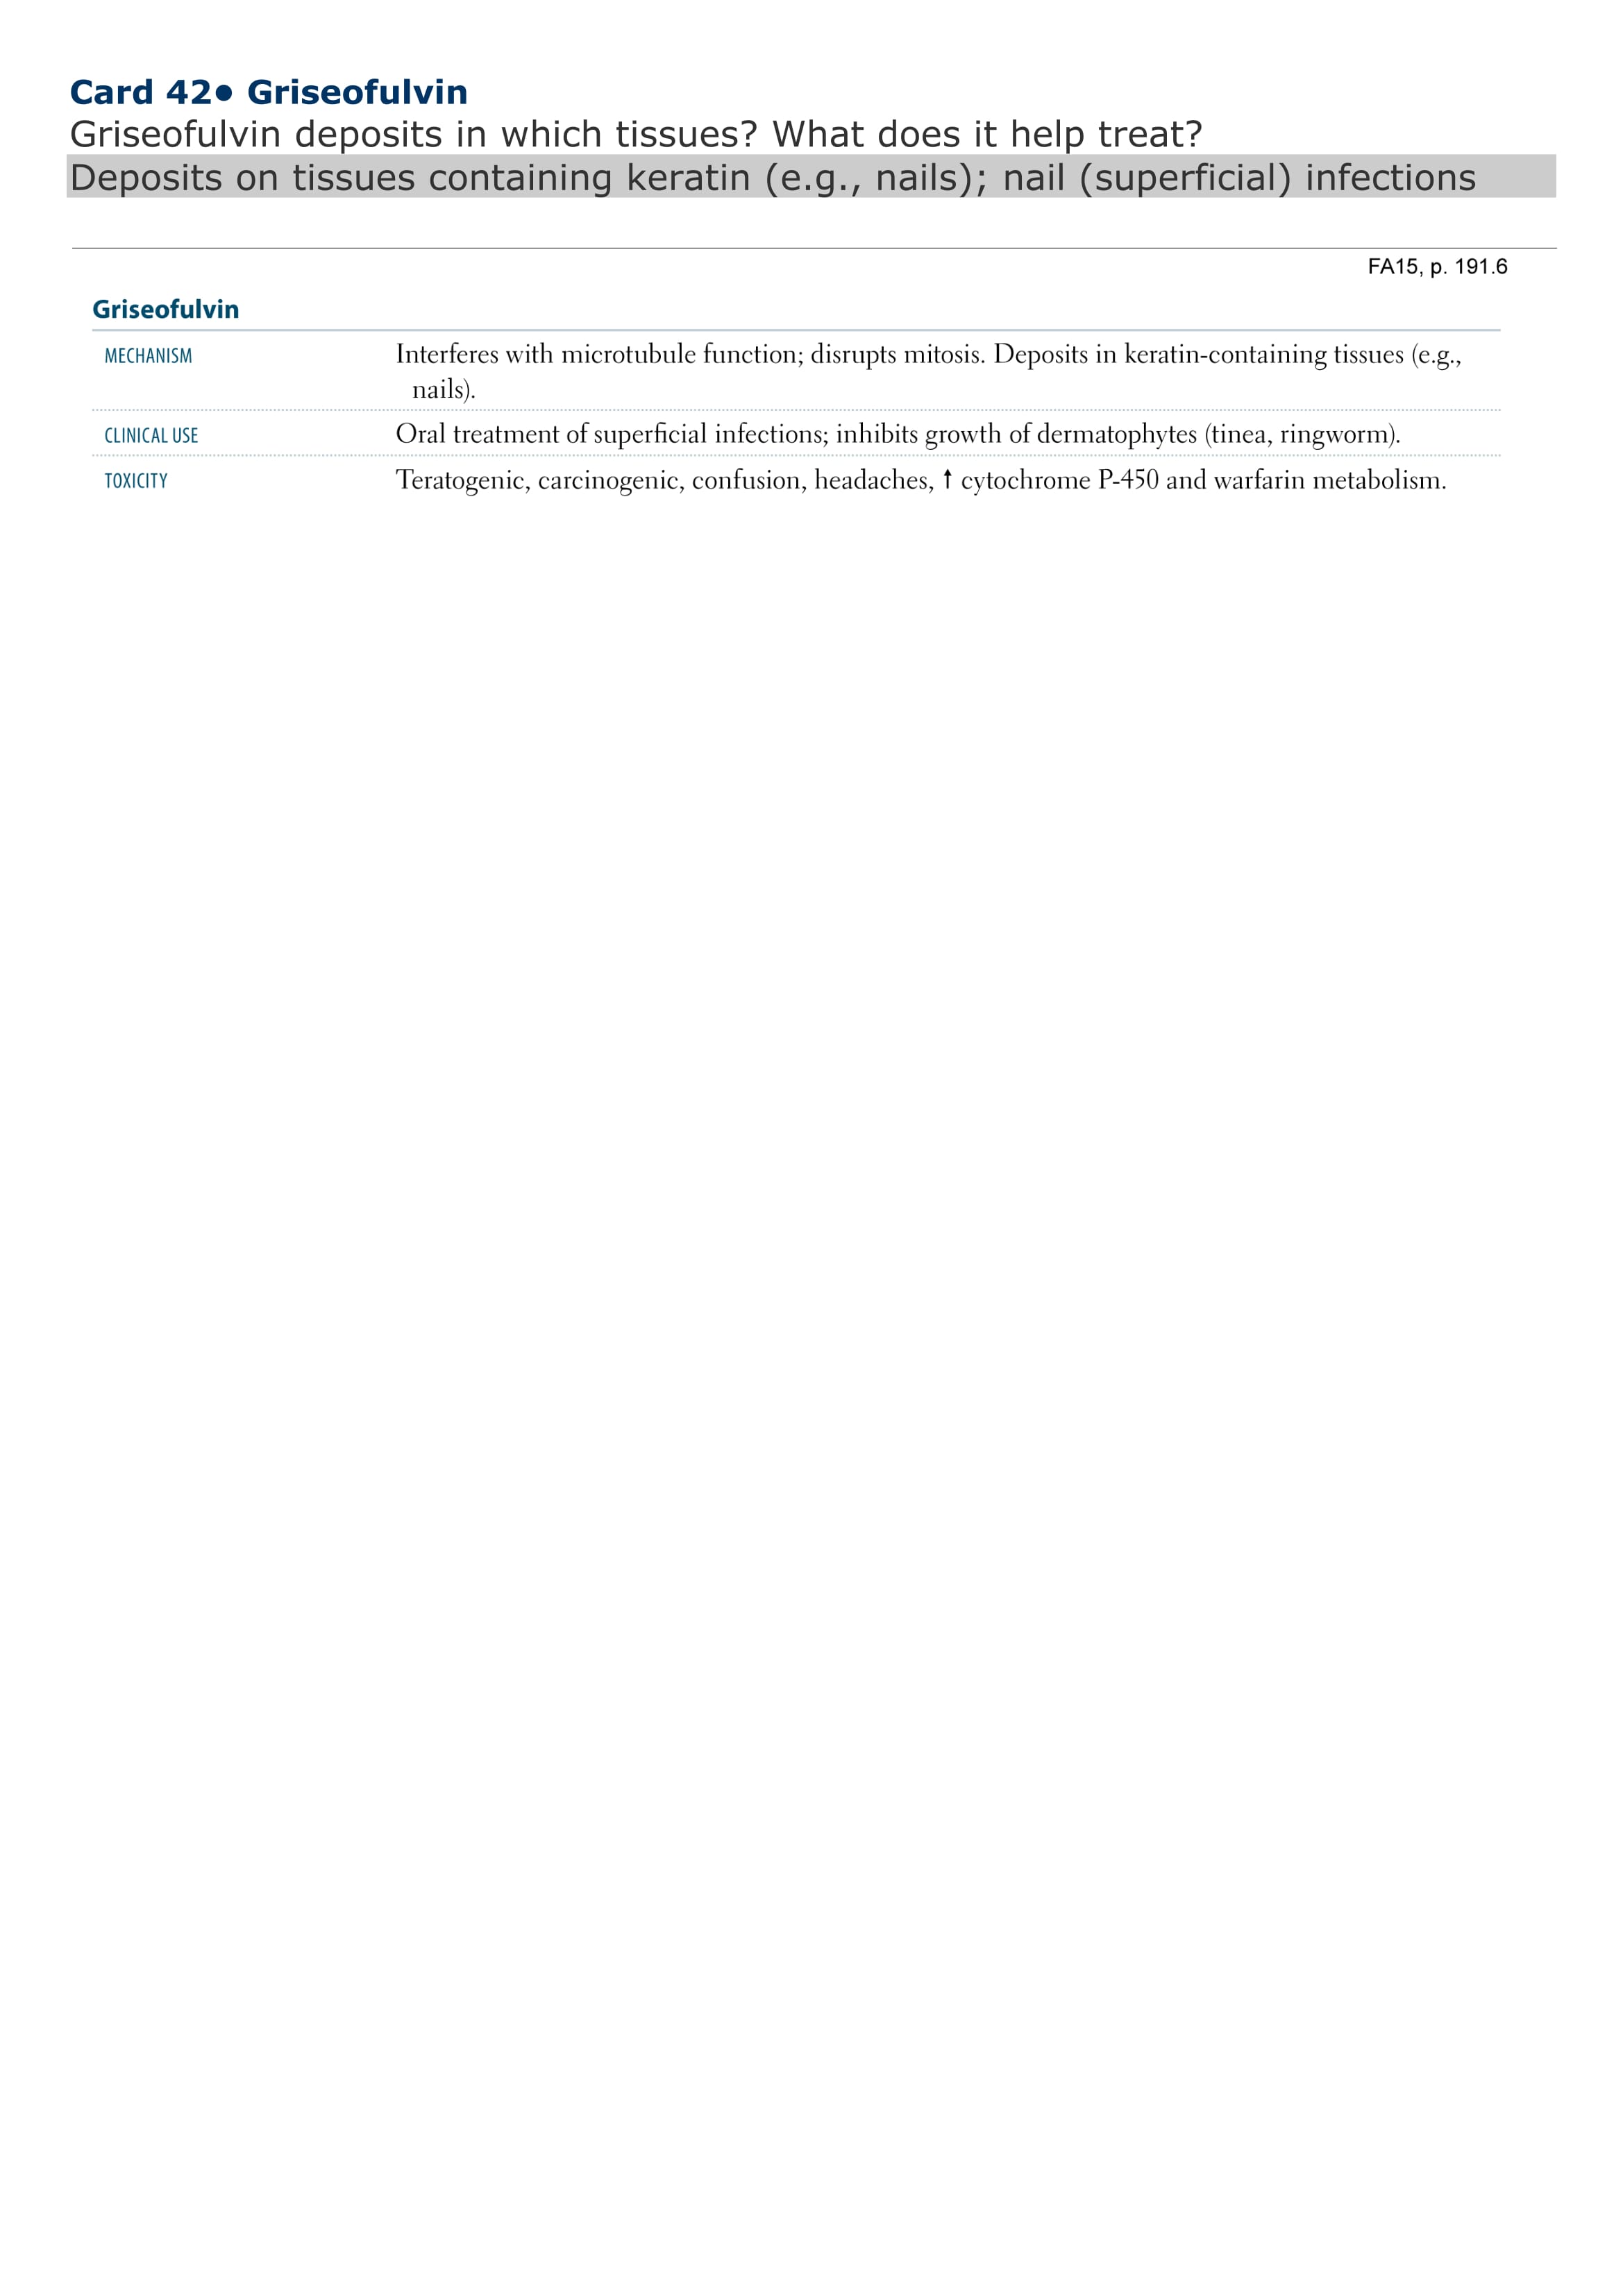 Card 42● Griseofulvin
Griseofulvin deposits in which tissues? What does it help treat?
Deposits on tissues containing keratin (e.g., nails); nail (superficial) infections
FA15, p. 191.6
Griseofulvin
MECHANISM Interferes with microtubule function; disrupts mitosis. Deposits in keratin-containing tissues (e.g.,
nails).
CLINICAL USE Oral treatment of superficial infections; inhibits growth of dermatophytes (tinea, ringworm).
TOXICITY Teratogenic, carcinogenic, confusion, headaches, ↑ cytochrome P-450 and warfarin metabolism.